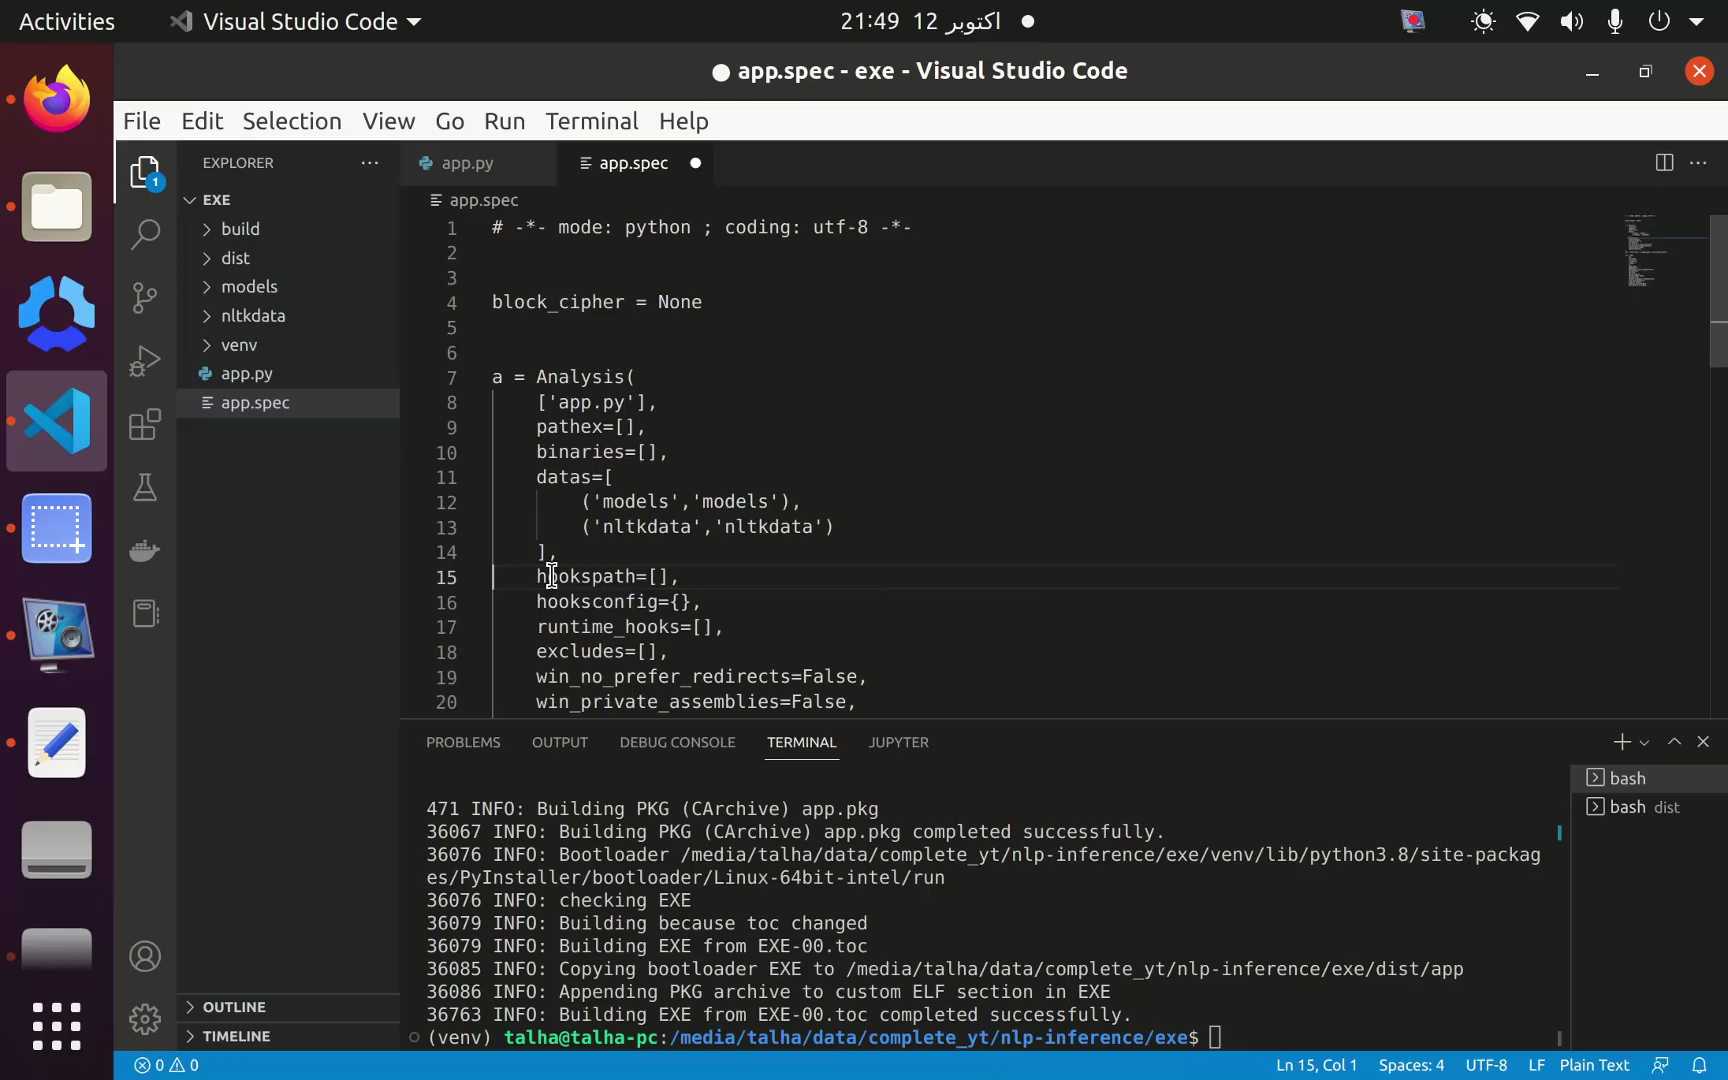 Activities
Visual Studio Code
21:49 12 اکتوبر
app.spec - exe - Visual Studio Code
File Edit Selection View Go Run Terminal Help
EXPLORER
1
EXE
build
dist
models
nltkdata
venv
app.py
app.spec
OUTLINE
TIMELINE
app.py
app.spec
app.spec
1 # -*- mode: python ; coding: utf-8 -*-
2
3
4 block_cipher = None
5
6
7 a = Analysis(
8 ['app.py'],
9 pathex=[],
10 binaries=[],
11 datas=[
12 ('models','models'),
13 ('nltkdata','nltkdata')
14 ],
15 hookspath=[],
16 hooksconfig={},
17 runtime_hooks=[],
18 excludes=[],
19 win_no_prefer_redirects=False,
20 win_private_assemblies=False,
PROBLEMS OUTPUT DEBUG CONSOLE TERMINAL JUPYTER
471 INFO: Building PKG (CArchive) app.pkg
36067 INFO: Building PKG (CArchive) app.pkg completed successfully.
36076 INFO: Bootloader /media/talha/data/complete_yt/nlp-inference/exe/venv/lib/python3.8/site-packag
es/PyInstaller/bootloader/Linux-64bit-intel/run
36076 INFO: checking EXE
36079 INFO: Building because toc changed
36079 INFO: Building EXE from EXE-00.toc
36085 INFO: Copying bootloader EXE to /media/talha/data/complete_yt/nlp-inference/exe/dist/app
36086 INFO: Appending PKG archive to custom ELF section in EXE
36763 INFO: Building EXE from EXE-00.toc completed successfully.
(venv) talha@talha-pc:/media/talha/data/complete_yt/nlp-inference/exe$
bash
bash dist
0 0
Ln 15, Col 1 Spaces: 4 UTF-8 LF Plain Text